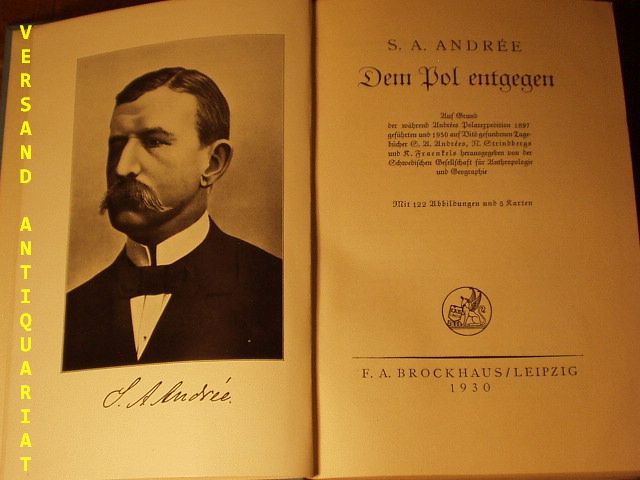 VERSAND ANTIQUARIAT
S. A. Andrée.
S. A. ANDRÉE
Dem Pol entgegen
Auf Grund
der während Andrées Polarexpedition 1897
geführten und 1930 auf Vitö gefundenen Tage-
bücher S. A. Andrées, N. Strindbergs
und K. Fraenkels herausgegeben von der
Schwedischen Gesellschaft für Anthropologie
und Geographie
Mit 122 Abbildungen und 5 Karten
F. A. BROCKHAUS/LEIPZIG
1930